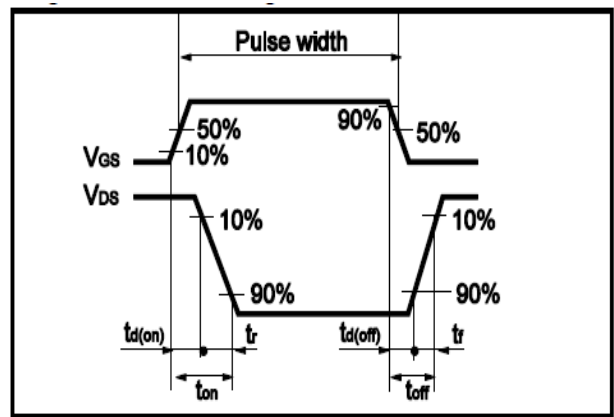 Pulse width
90%
50%
50%
VGS
10%
VDS
10%
10%
90%
90%
td(on)
tr
td(off)
tf
ton
toff